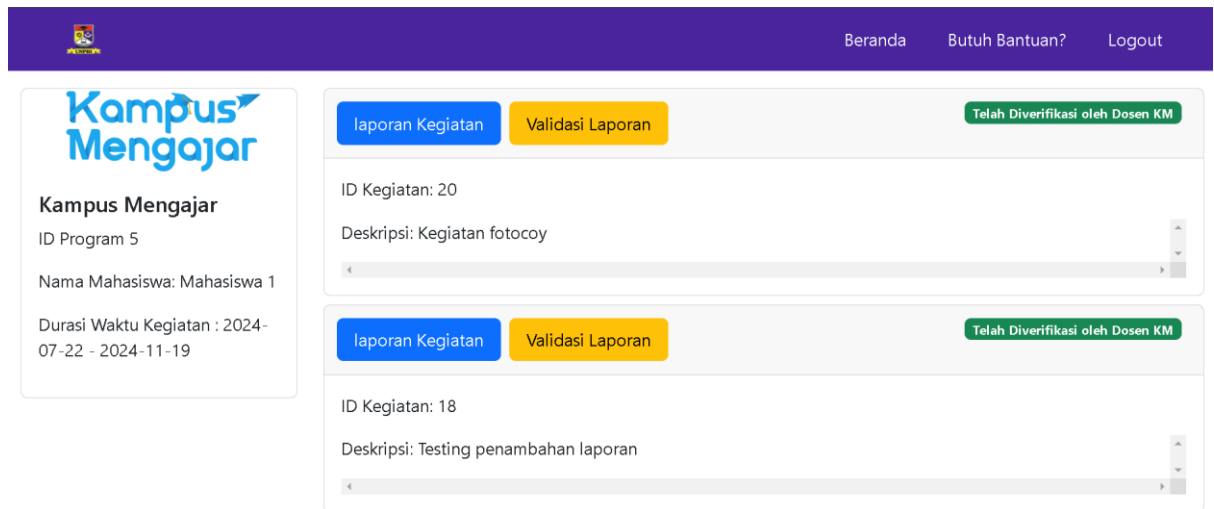 UNPRI
Beranda Butuh Bantuan? Logout
Kampus
Mengajar
Kampus Mengajar
ID Program 5
Nama Mahasiswa: Mahasiswa 1
Durasi Waktu Kegiatan : 2024-
07-22 - 2024-11-19
laporan Kegiatan Validasi Laporan Telah Diverifikasi oleh Dosen KM
ID Kegiatan: 20
Deskripsi: Kegiatan fotocoy
laporan Kegiatan Validasi Laporan Telah Diverifikasi oleh Dosen KM
ID Kegiatan: 18
Deskripsi: Testing penambahan laporan